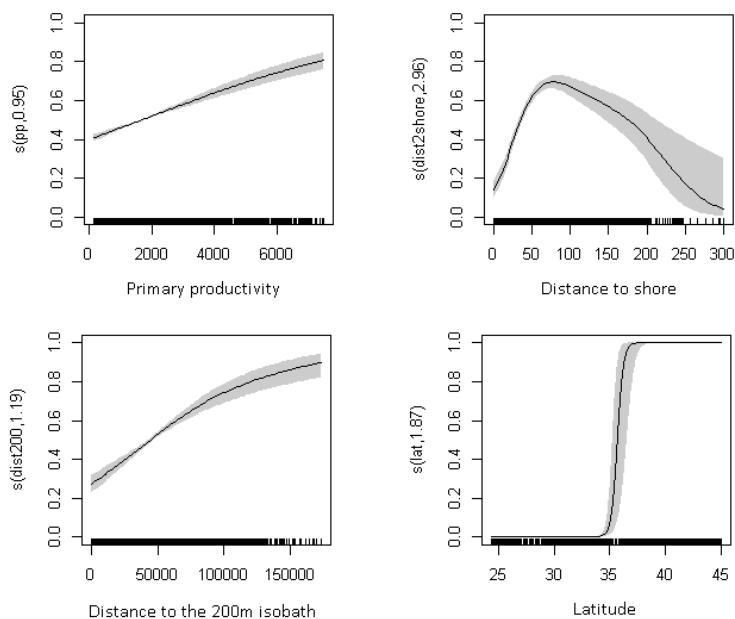 s(pp,0.95)
1.0
0.8
0.6
0.4
0.2
0.0
0 2000 4000 6000
Primary productivity
s(dist2shore,2.96)
1.0
0.8
0.6
0.4
0.2
0.0
0 50 100 150 200 250 300
Distance to shore
s(dist200,1.19)
1.0
0.8
0.6
0.4
0.2
0.0
0 50000 100000 150000
Distance to the 200m isobath
s(lat,1.87)
1.0
0.8
0.6
0.4
0.2
0.0
25 30 35 40 45
Latitude